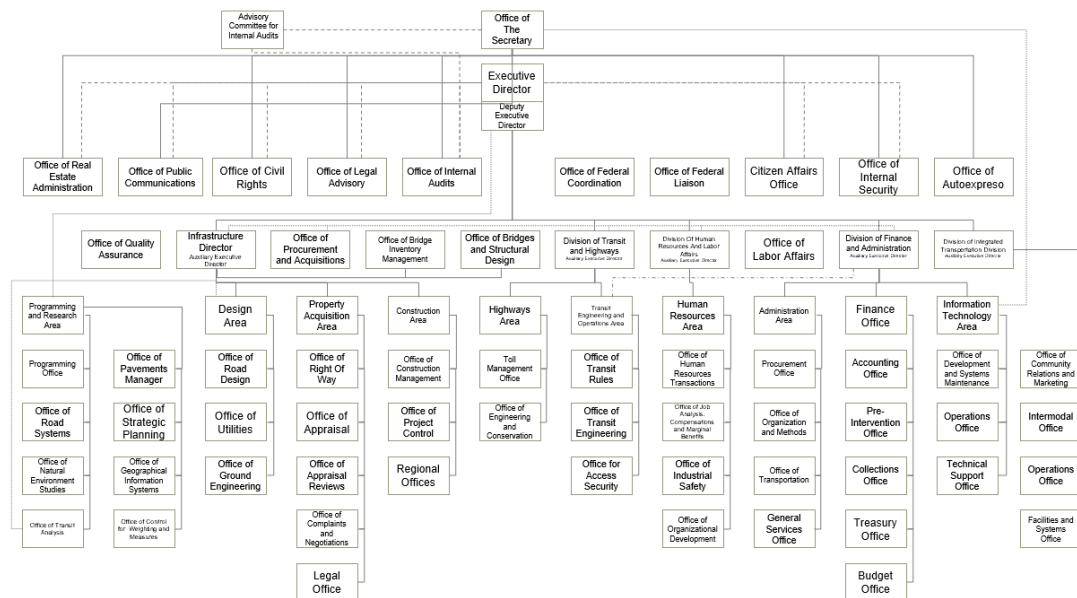 Advisory
Committee for
Internal Audits
Office of
The
Secretary
Executive
Director
Deputy
Executive
Director
Office of Real
Estate
Administration
Office of Public
Communications
Office of Civil
Rights
Office of Legal
Advisory
Office of Internal
Audits
Office of Federal
Coordination
Office of Federal
Liaison
Citizen Affairs
Office
Office of
Internal
Security
Office of
Autoexpreso
Office of Quality
Assurance
Infrastructure
Director
Auxiliary Executive
Director
Office of
Procurement
and Acquisitions
Office of Bridge
Inventory
Management
Office of Bridges
and Structural
Design
Division of Transit
and Highways
Auxiliary Executive Director
Division Of Human
Resources And Labor
Affairs
Auxiliary Executive Director
Office of
Labor Affairs
Division of Finance
and Administration
Auxiliary Executive Director
Division of Integrated
Transportation Division
Auxiliary Executive Director
Programming
and Research
Area
Design
Area
Property
Acquisition
Area
Construction
Area
Highways
Area
Transit
Engineering and
Operations Area
Human
Resources
Area
Administration
Area
Finance
Office
Information
Technology
Area
Programming
Office
Office of
Pavements
Manager
Office of
Road
Design
Office of
Right Of
Way
Office of
Construction
Management
Toll
Management
Office
Office of
Transit
Rules
Office of
Human
Resources
Transactions
Procurement
Office
Accounting
Office
Office of
Development
and Systems
Maintenance
Office of
Community
Relations and
Marketing
Office of
Road
Systems
Office of
Strategic
Planning
Office of
Utilities
Office of
Appraisal
Office of
Project
Control
Office of
Engineering
and
Conservation
Office of
Transit
Engineering
Office of Job
Analysis,
Compensations
and Marginal
Benefits
Office of
Organization
and Methods
Pre-
Intervention
Office
Operations
Office
Intermodal
Office
Office of
Natural
Environment
Studies
Office of
Geographical
Information
Systems
Office of
Ground
Engineering
Office of
Appraisal
Reviews
Regional
Offices
Office for
Access
Security
Office of
Industrial
Safety
Office of
Transportation
Collections
Office
Technical
Support
Office
Operations
Office
Office of Transit
Analysis
Office of Control
for Weighting and
Measures
Office of
Complaints
and
Negotiations
Office of
Organizational
Development
General
Services
Office
Treasury
Office
Facilities and
Systems
Office
Legal
Office
Budget
Office